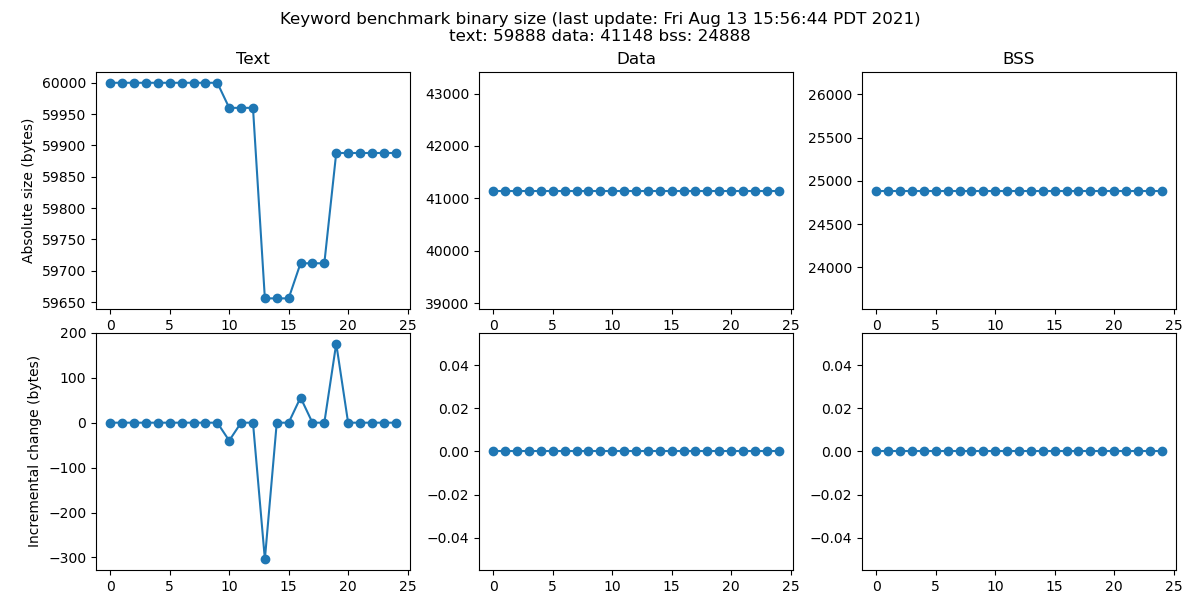 Keyword benchmark binary size (last update: Fri Aug 13 15:56:44 PDT 2021)
text: 59888 data: 41148 bss: 24888
Text
Data
BSS
Absolute size (bytes)
60000
59950
59900
59850
59800
59750
59700
59650
0 5 10 15 20 25
43000
42000
41000
40000
39000
0 5 10 15 20 25
26000
25500
25000
24500
24000
0 5 10 15 20 25
Incremental change (bytes)
200
100
0
−100
−200
−300
0 5 10 15 20 25
0.04
0.02
0.00
−0.02
−0.04
0 5 10 15 20 25
0.04
0.02
0.00
−0.02
−0.04
0 5 10 15 20 25